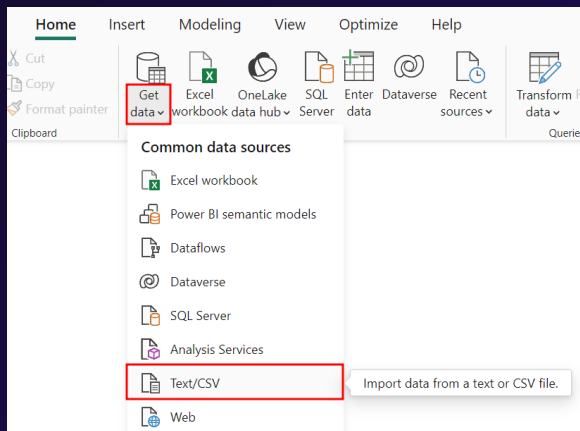 Home Insert Modeling View Optimize Help
Cut
Copy
Format painter
Clipboard
Get data
Excel workbook
OneLake data hub
SQL Server
Enter data
Dataverse
Recent sources
Transform data
Common data sources
Excel workbook
Power BI semantic models
Dataflows
Dataverse
SQL Server
Analysis Services
Text/CSV
Import data from a text or CSV file.
Web